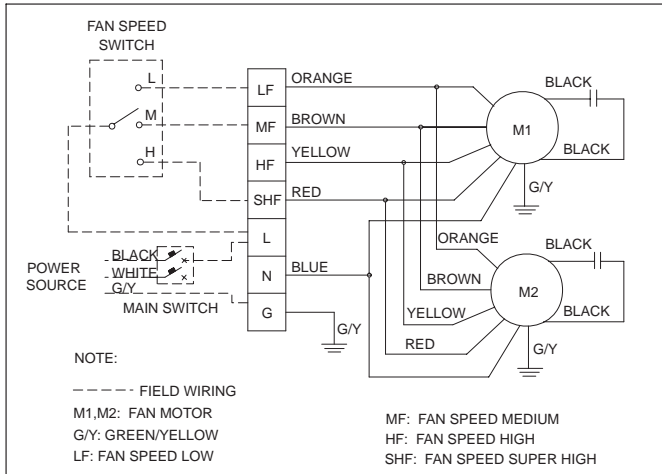 FAN SPEED
SWITCH
L
M
H
LF
MF
HF
SHF
L
N
G
ORANGE
BROWN
YELLOW
RED
BLUE
G/Y
BLACK
M1
BLACK
G/Y
ORANGE
BROWN
YELLOW
RED
BLACK
M2
BLACK
G/Y
POWER
SOURCE
BLACK
WHITE
G/Y
MAIN SWITCH
NOTE:
FIELD WIRING
M1,M2: FAN MOTOR
G/Y: GREEN/YELLOW
LF: FAN SPEED LOW
MF: FAN SPEED MEDIUM
HF: FAN SPEED HIGH
SHF: FAN SPEED SUPER HIGH